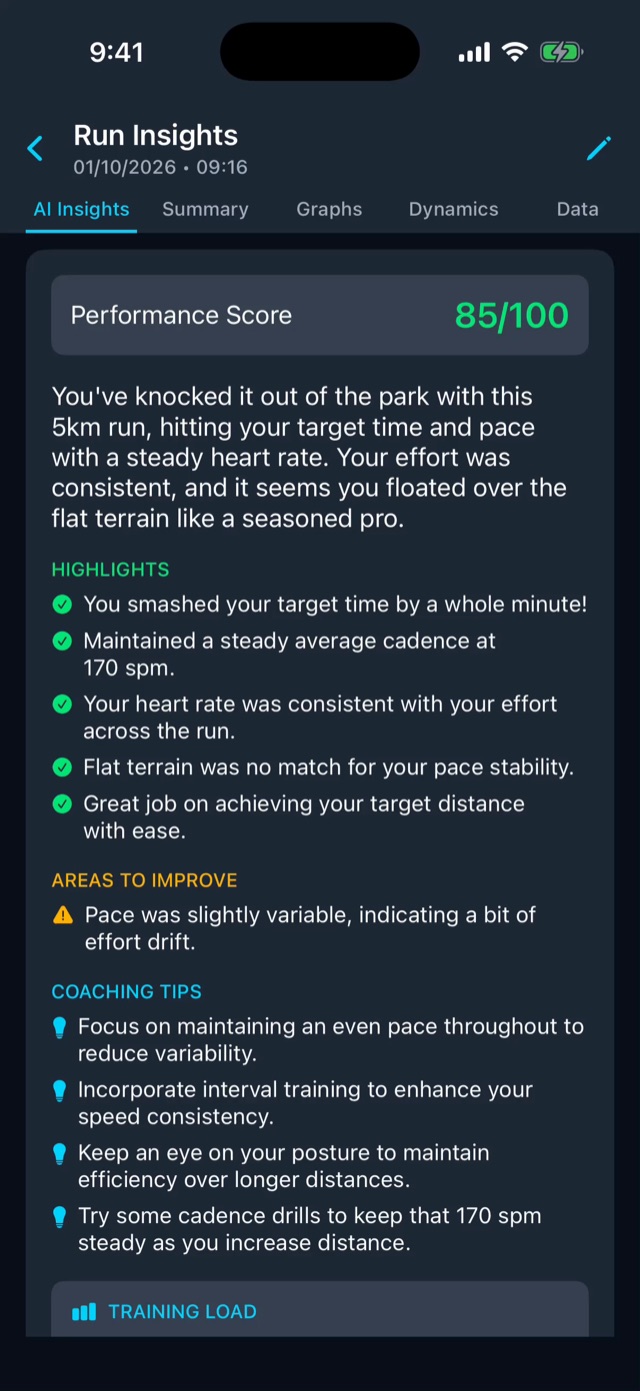 9:41
Run Insights
01/10/2026 • 09:16
AI Insights Summary Graphs Dynamics Data
Performance Score 85/100
You've knocked it out of the park with this
5km run, hitting your target time and pace
with a steady heart rate. Your effort was
consistent, and it seems you floated over the
flat terrain like a seasoned pro.
HIGHLIGHTS
You smashed your target time by a whole minute!
Maintained a steady average cadence at
170 spm.
Your heart rate was consistent with your effort
across the run.
Flat terrain was no match for your pace stability.
Great job on achieving your target distance
with ease.
AREAS TO IMPROVE
Pace was slightly variable, indicating a bit of
effort drift.
COACHING TIPS
Focus on maintaining an even pace throughout to
reduce variability.
Incorporate interval training to enhance your
speed consistency.
Keep an eye on your posture to maintain
efficiency over longer distances.
Try some cadence drills to keep that 170 spm
steady as you increase distance.
TRAINING LOAD